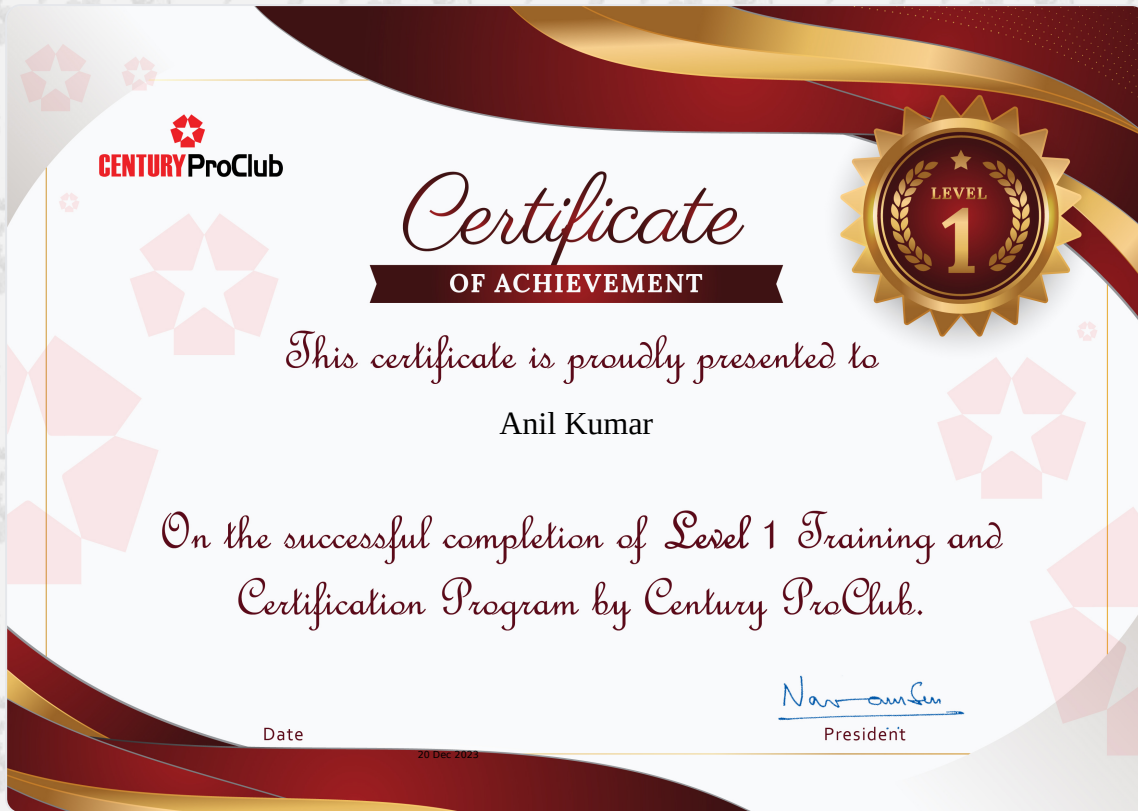 CENTURY ProClub
Certificate
OF ACHIEVEMENT
LEVEL
1
This certificate is proudly presented to
Anil Kumar
On the successful completion of Level 1 Training and
Certification Program by Century ProClub.
Date
20 Dec 2023
President